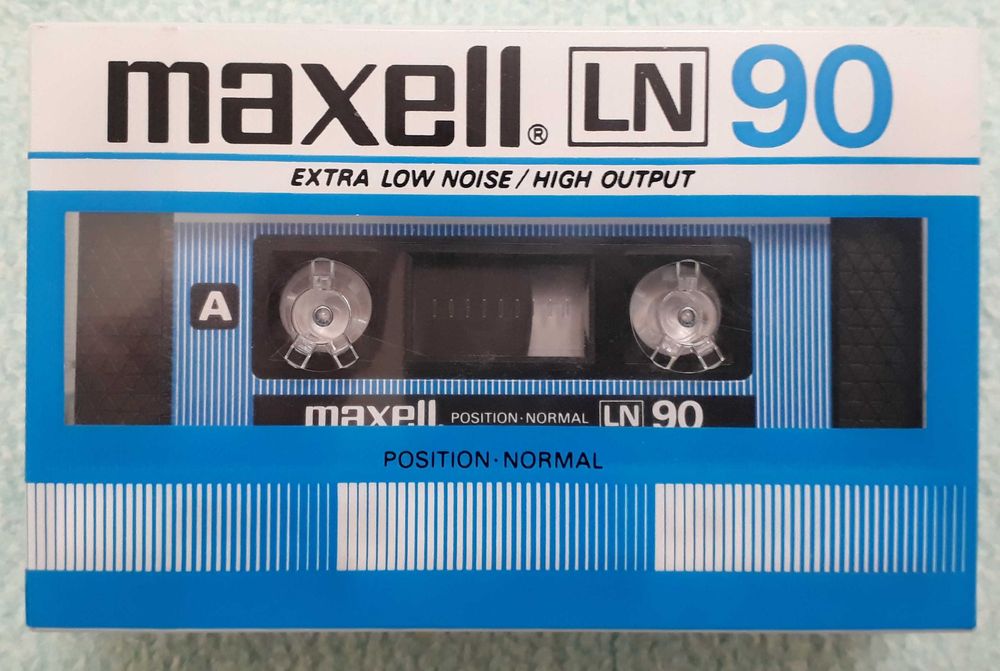 maxell® LN 90
EXTRA LOW NOISE/HIGH OUTPUT
A
maxell. POSITION·NORMAL LN 90
POSITION·NORMAL